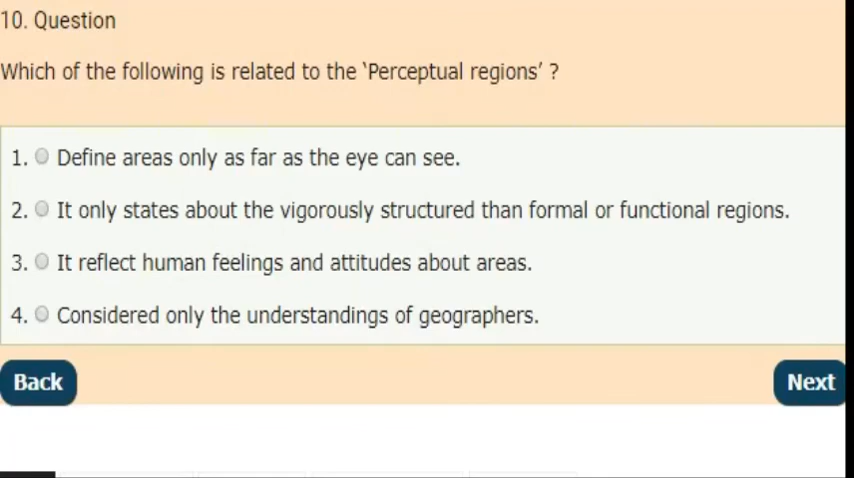 10. Question
Which of the following is related to the ‘Perceptual regions’ ?
1. Define areas only as far as the eye can see.
2. It only states about the vigorously structured than formal or functional regions.
3. It reflect human feelings and attitudes about areas.
4. Considered only the understandings of geographers.
Back
Next